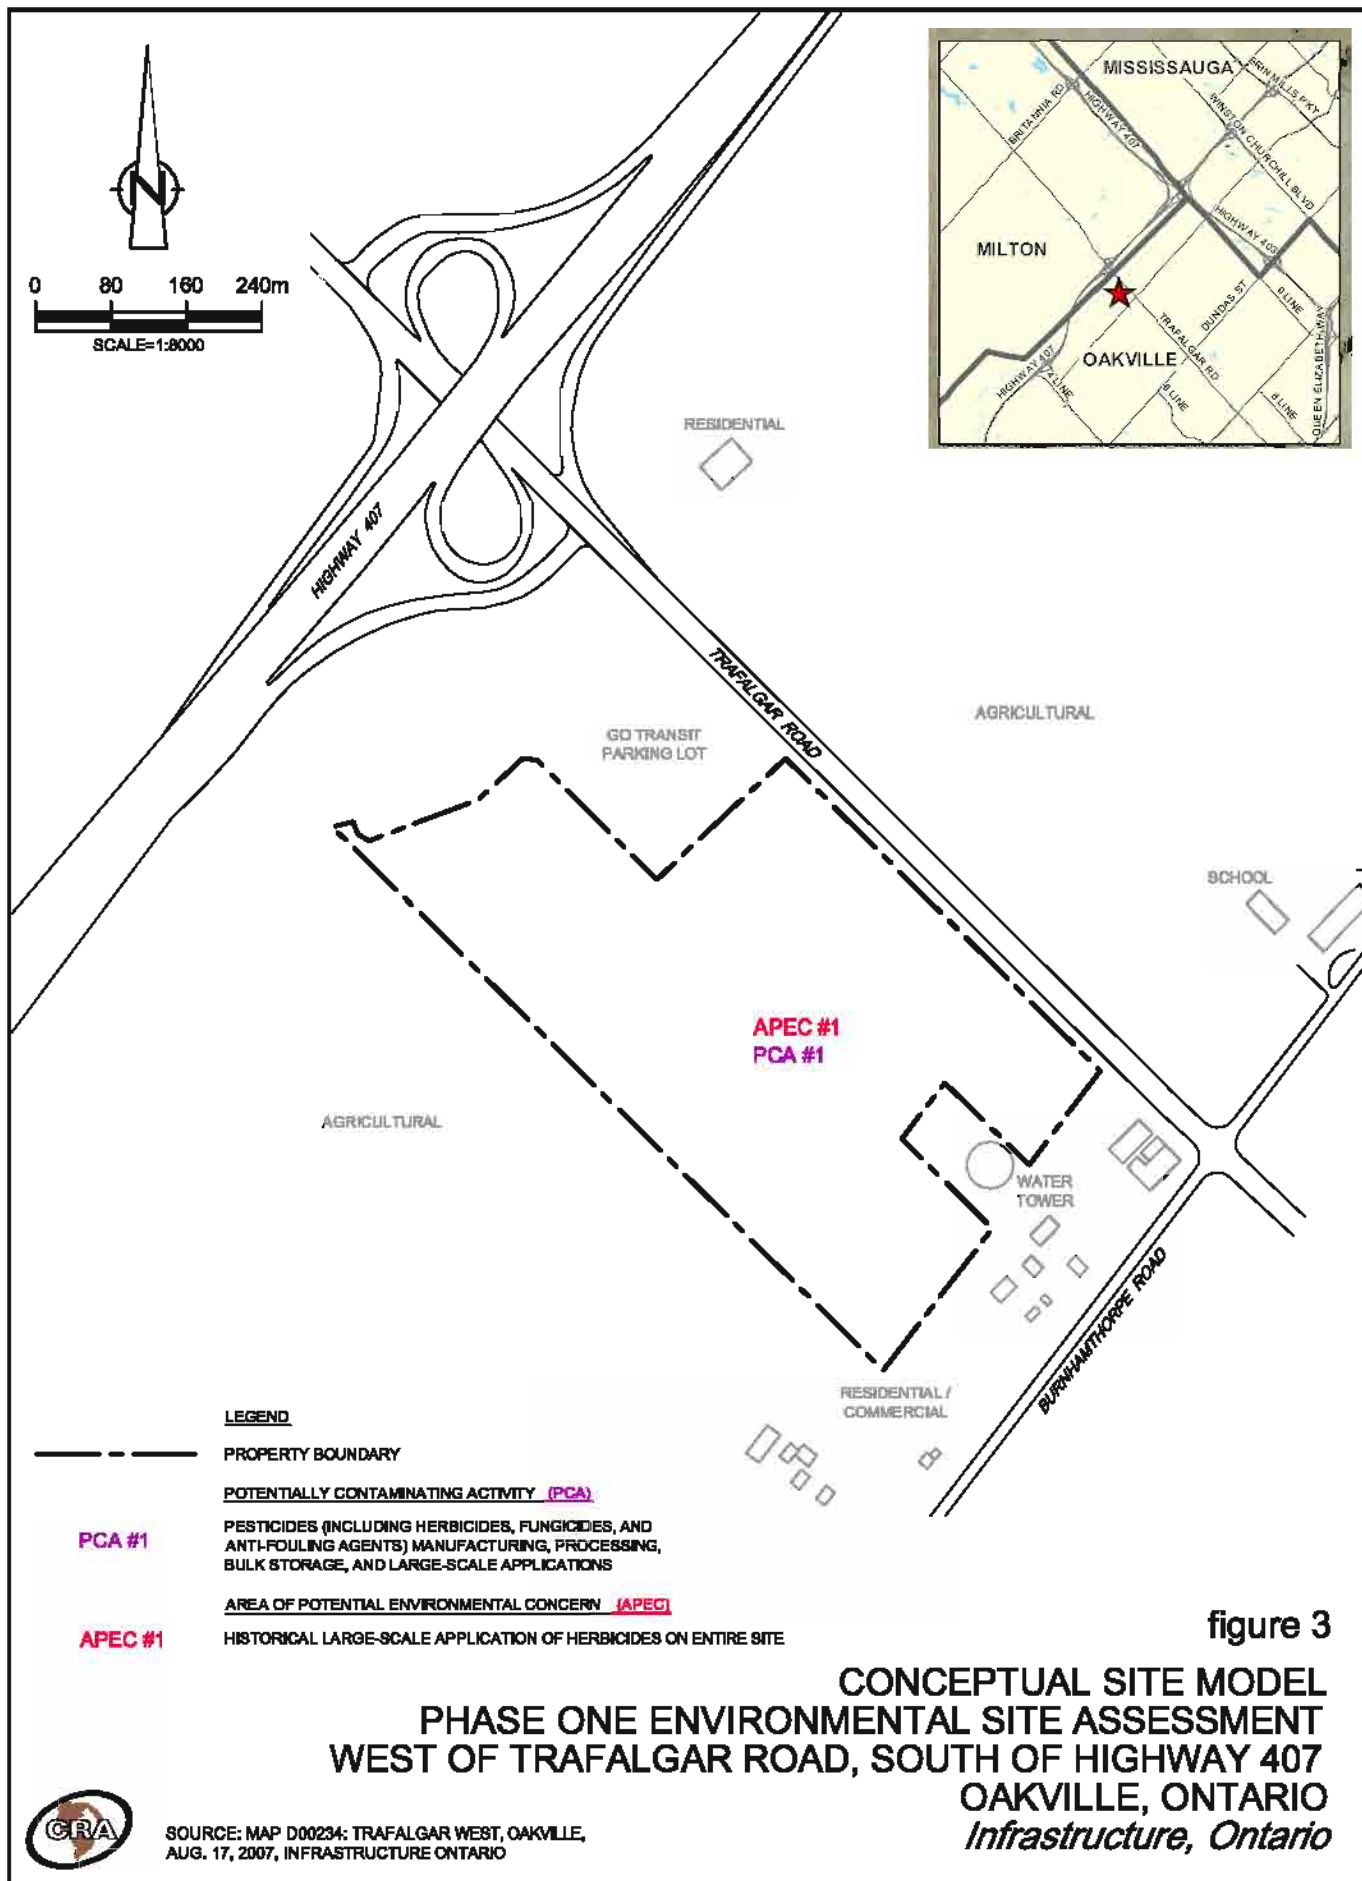 N
0 80 160 240m
SCALE=1:8000
MISSISSAUGA
ERIN MILLS PKY
BRITANNIA RD
HIGHWAY 407
WINSTON CHURCHILL BLVD
HIGHWAY 403
MILTON
DUNDAS ST
9 LINE
TRAFALGAR RD
QUEEN ELIZABETH WAY
OAKVILLE
HIGHWAY 407
4 LINE
6 LINE
8 LINE
RESIDENTIAL
HIGHWAY 407
TRAFALGAR ROAD
AGRICULTURAL
GO TRANSIT
PARKING LOT
SCHOOL
APEC #1
PCA #1
AGRICULTURAL
WATER
TOWER
BURNHAMTHORPE ROAD
RESIDENTIAL /
COMMERCIAL
LEGEND
PROPERTY BOUNDARY
POTENTIALLY CONTAMINATING ACTIVITY (PCA)
PCA #1
PESTICIDES (INCLUDING HERBICIDES, FUNGICIDES, AND
ANTI-FOULING AGENTS) MANUFACTURING, PROCESSING,
BULK STORAGE, AND LARGE-SCALE APPLICATIONS
AREA OF POTENTIAL ENVIRONMENTAL CONCERN (APEC)
APEC #1
HISTORICAL LARGE-SCALE APPLICATION OF HERBICIDES ON ENTIRE SITE
figure 3
CONCEPTUAL SITE MODEL
PHASE ONE ENVIRONMENTAL SITE ASSESSMENT
WEST OF TRAFALGAR ROAD, SOUTH OF HIGHWAY 407
OAKVILLE, ONTARIO
Infrastructure, Ontario
CRA
SOURCE: MAP D00234: TRAFALGAR WEST, OAKVILLE,
AUG. 17, 2007, INFRASTRUCTURE ONTARIO